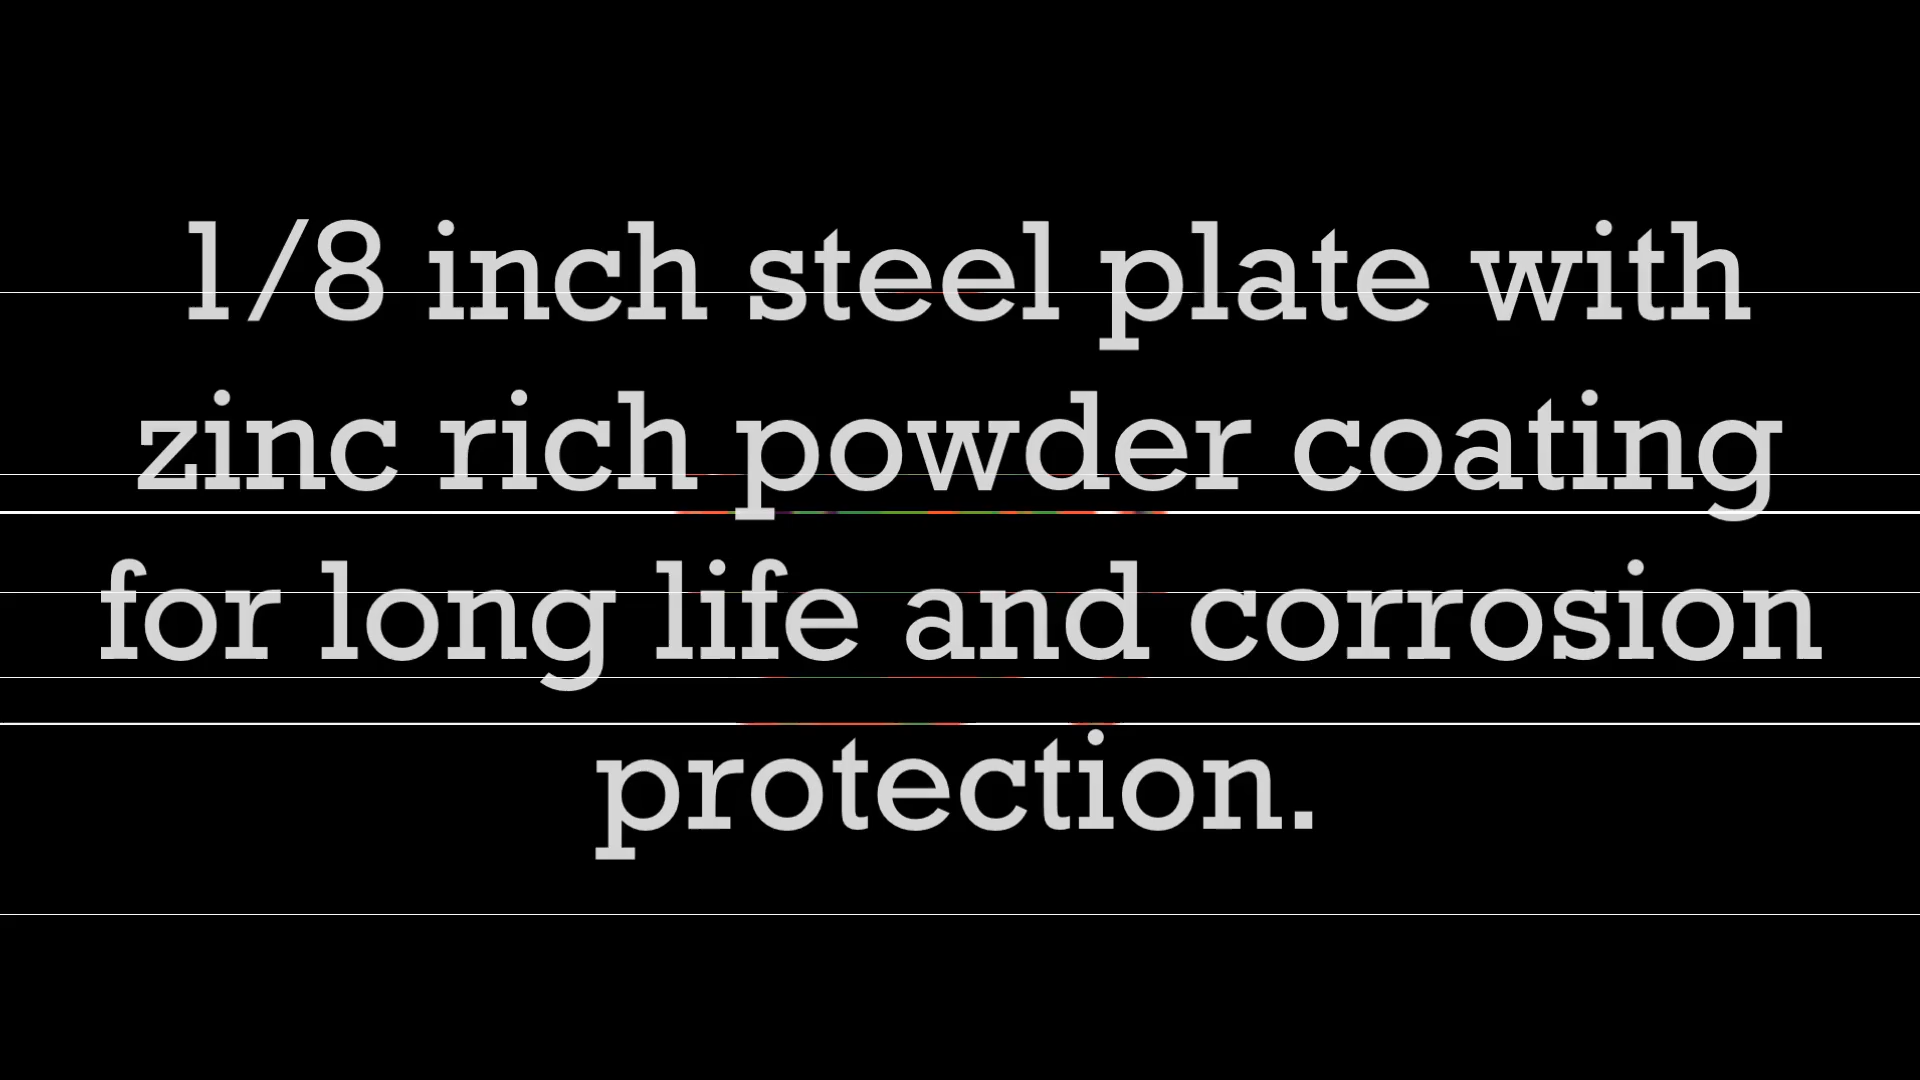 1/8 inch steel plate with
zinc rich powder coating
for long life and corrosion
protection.